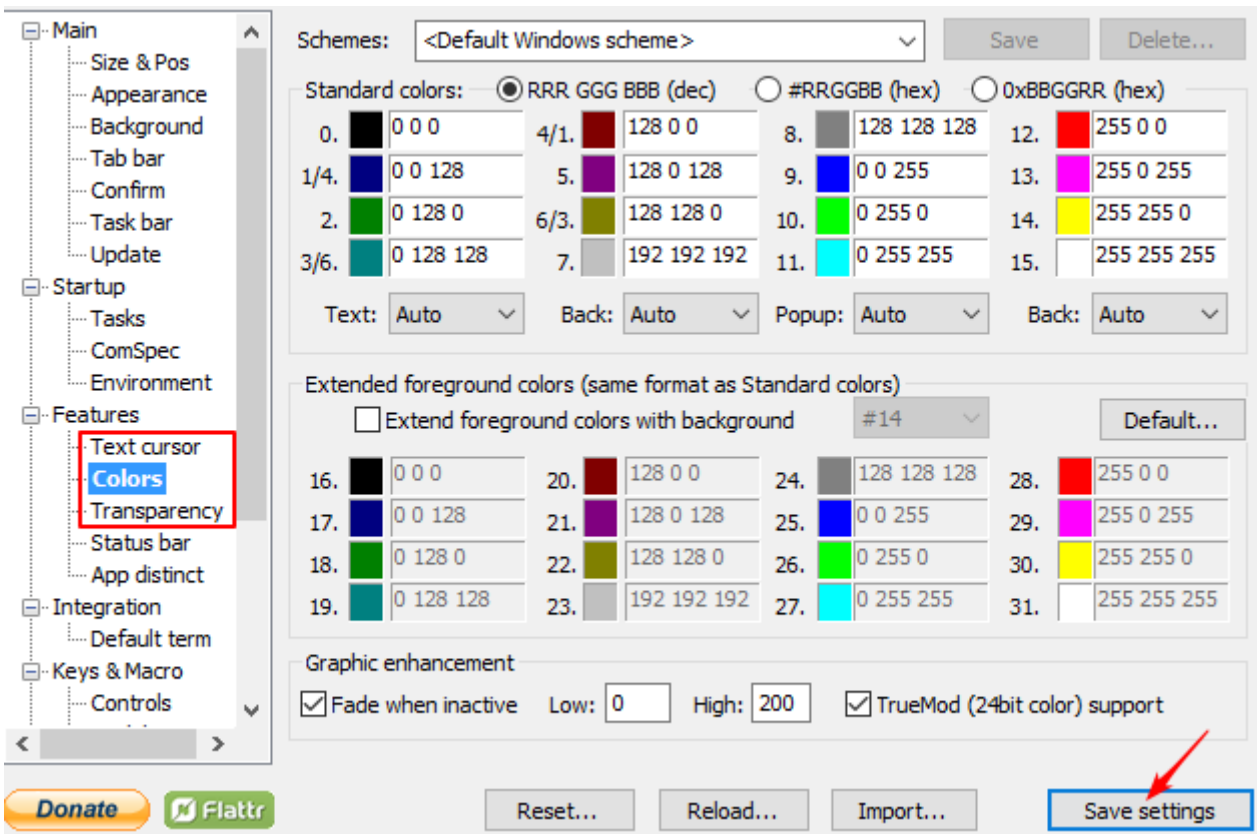 Main
Size & Pos
Appearance
Background
Tab bar
Confirm
Task bar
Update
Startup
Tasks
ComSpec
Environment
Features
Text cursor
Colors
Transparency
Status bar
App distinct
Integration
Default term
Keys & Macro
Controls
Donate
Flattr
Schemes: <Default Windows scheme> Save Delete...
Standard colors: RRR GGG BBB (dec) #RRGGBB (hex) 0xBBGGRR (hex)
0. 0 0 0 4/1. 128 0 0 8. 128 128 128 12. 255 0 0
1/4. 0 0 128 5. 128 0 128 9. 0 0 255 13. 255 0 255
2. 0 128 0 6/3. 128 128 0 10. 0 255 0 14. 255 255 0
3/6. 0 128 128 7. 192 192 192 11. 0 255 255 15. 255 255 255
Text: Auto Back: Auto Popup: Auto Back: Auto
Extended foreground colors (same format as Standard colors)
Extend foreground colors with background #14 Default...
16. 0 0 0 20. 128 0 0 24. 128 128 128 28. 255 0 0
17. 0 0 128 21. 128 0 128 25. 0 0 255 29. 255 0 255
18. 0 128 0 22. 128 128 0 26. 0 255 0 30. 255 255 0
19. 0 128 128 23. 192 192 192 27. 0 255 255 31. 255 255 255
Graphic enhancement
Fade when inactive Low: 0 High: 200 TrueMod (24bit color) support
Reset... Reload... Import... Save settings